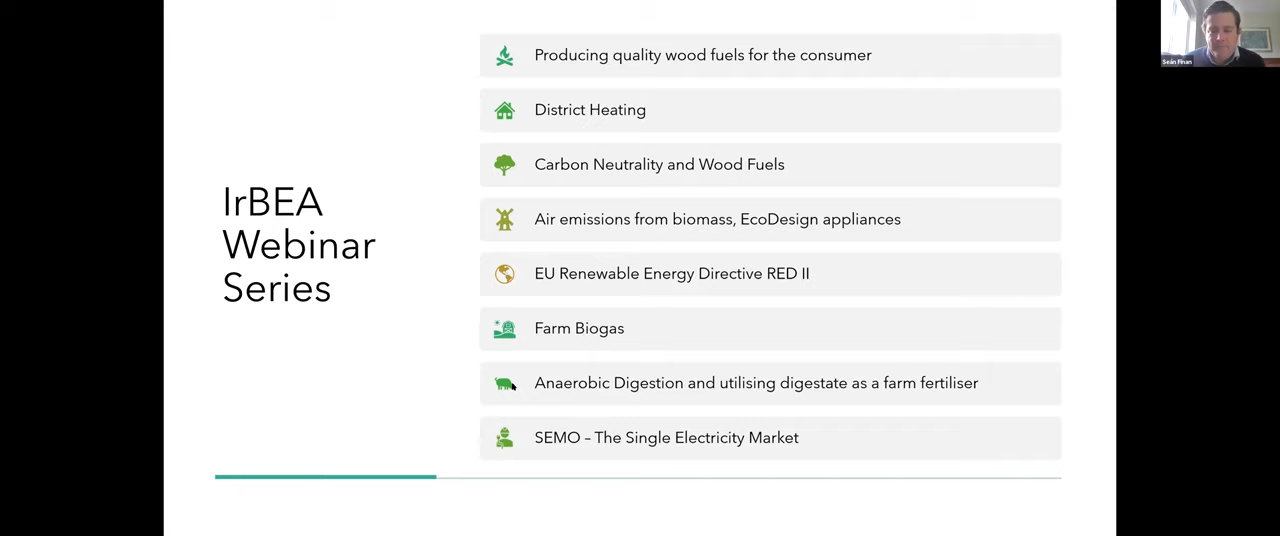 IrBEA
Webinar
Series
Producing quality wood fuels for the consumer
District Heating
Carbon Neutrality and Wood Fuels
Air emissions from biomass, EcoDesign appliances
EU Renewable Energy Directive RED II
Farm Biogas
Anaerobic Digestion and utilising digestate as a farm fertiliser
SEMO – The Single Electricity Market
Seán Finan